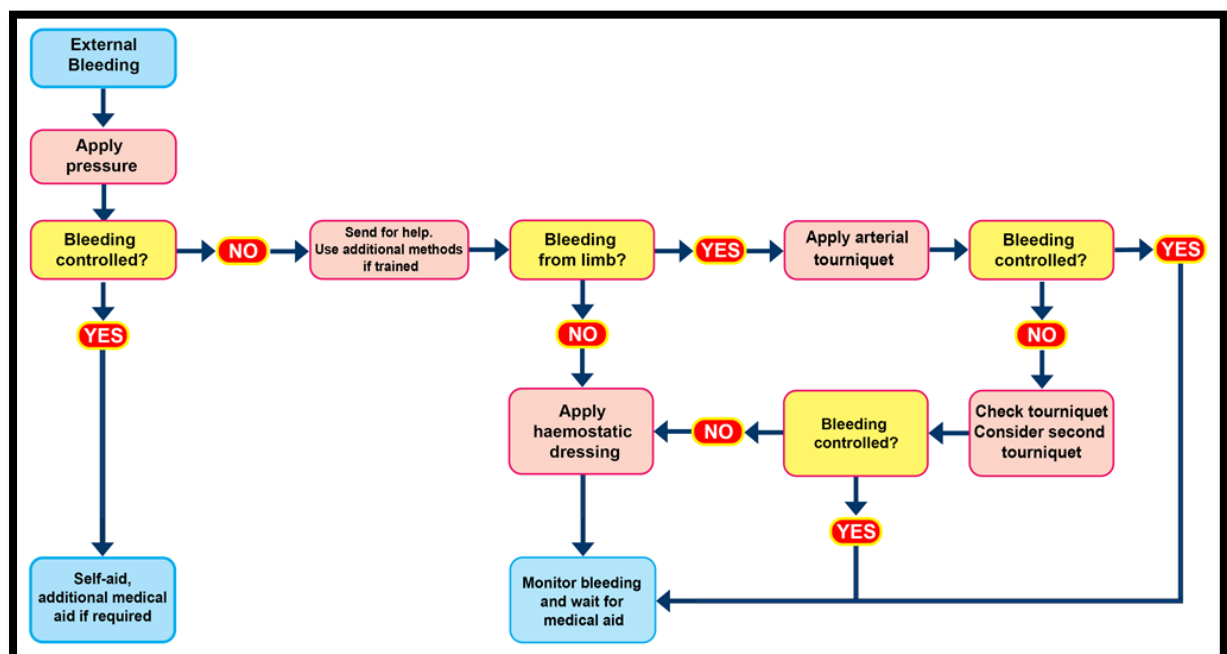 External
Bleeding
Apply
pressure
Bleeding
controlled?
NO
Send for help.
Use additional methods
if trained
Bleeding
from limb?
YES
Apply arterial
tourniquet
Bleeding
controlled?
YES
YES
NO
NO
Apply
haemostatic
dressing
NO
Bleeding
controlled?
Check tourniquet
Consider second
tourniquet
YES
Self-aid,
additional medical
aid if required
Monitor bleeding
and wait for
medical aid